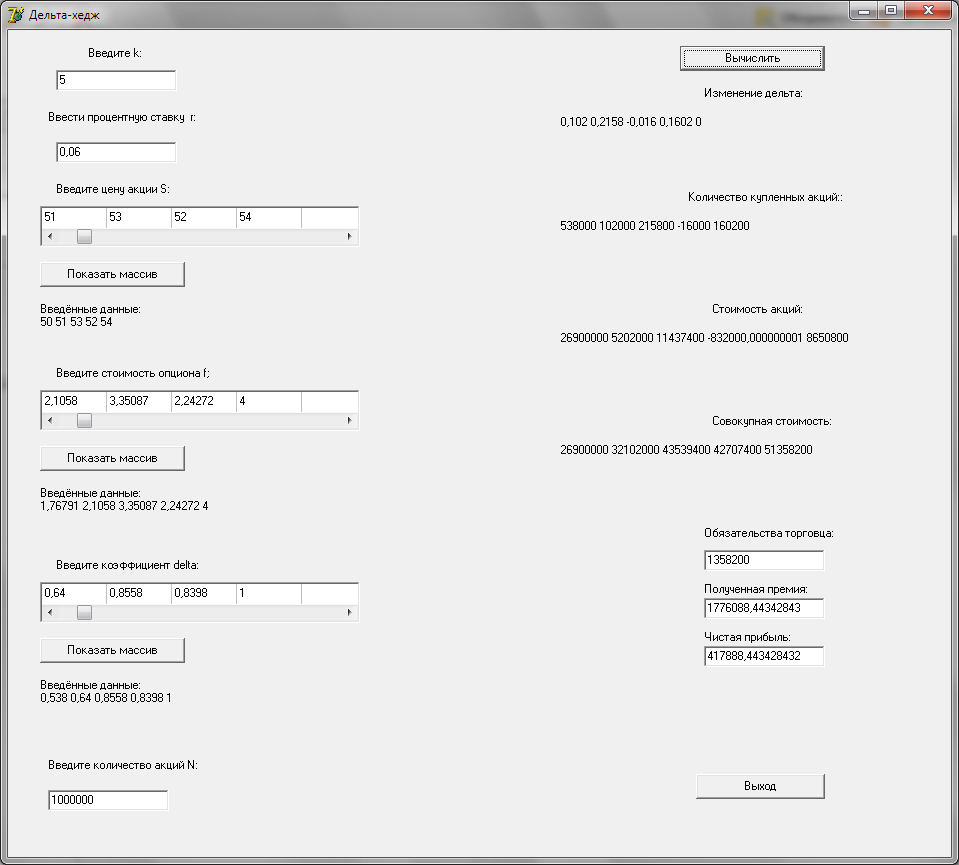 Дельта-хедж
Введите k:
5
Ввести процентную ставку r:
0,06
Введите цену акции S:
51 53 52 54
Показать массив
Введённые данные:
50 51 53 52 54
Введите стоимость опциона f;
2,1058 3,35087 2,24272 4
Показать массив
Введённые данные:
1,76791 2,1058 3,35087 2,24272 4
Введите коэффициент delta:
0,64 0,8558 0,8398 1
Показать массив
Введённые данные:
0,538 0,64 0,8558 0,8398 1
Введите количество акций N:
1000000
Вычислить
Изменение дельта:
0,102 0,2158 -0,016 0,1602 0
Количество купленных акций::
538000 102000 215800 -16000 160200
Стоимость акций:
26900000 5202000 11437400 -832000,000000001 8650800
Совокупная стоимость:
26900000 32102000 43539400 42707400 51358200
Обязательства торговца:
1358200
Полученная премия:
1776088,44342843
Чистая прибыль:
417888,443428432
Выход